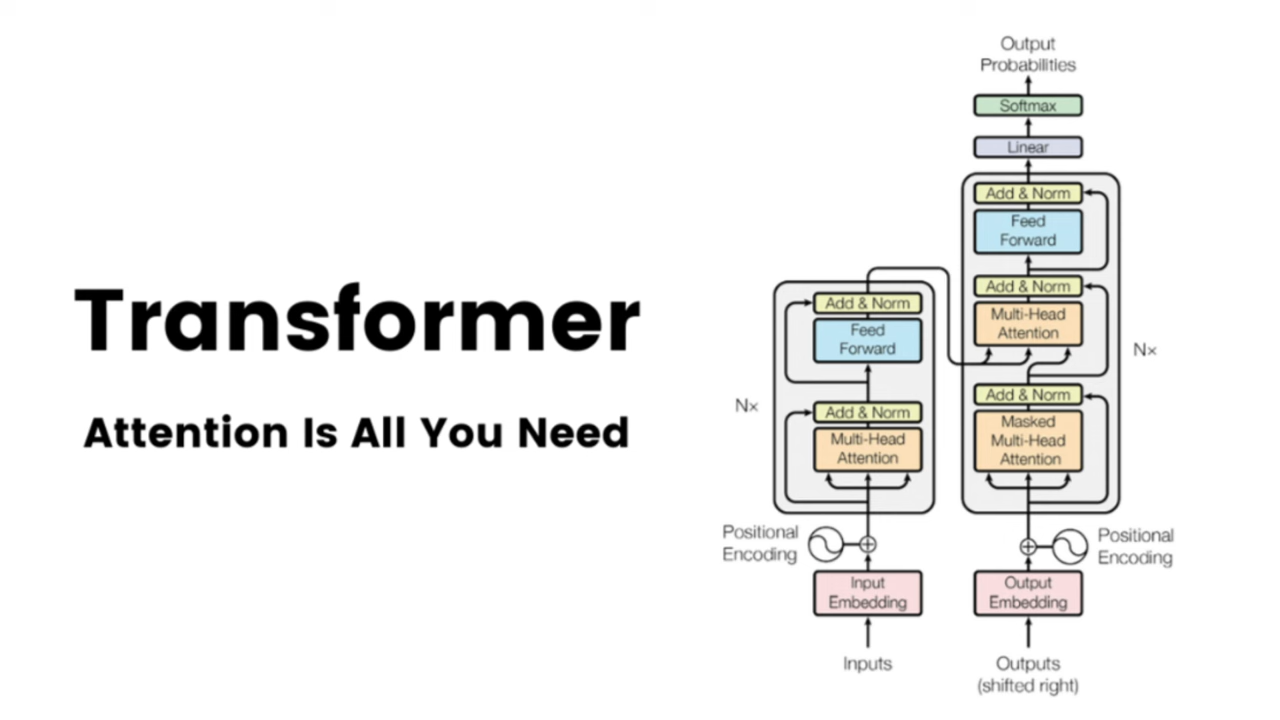 Transformer
Attention Is All You Need
Output
Probabilities
Softmax
Linear
Add & Norm
Feed
Forward
Add & Norm
Multi-Head
Attention
Add & Norm
Masked
Multi-Head
Attention
Nx
Add & Norm
Feed
Forward
Add & Norm
Multi-Head
Attention
Nx
Positional
Encoding
Positional
Encoding
Input
Embedding
Output
Embedding
Inputs
Outputs
(shifted right)